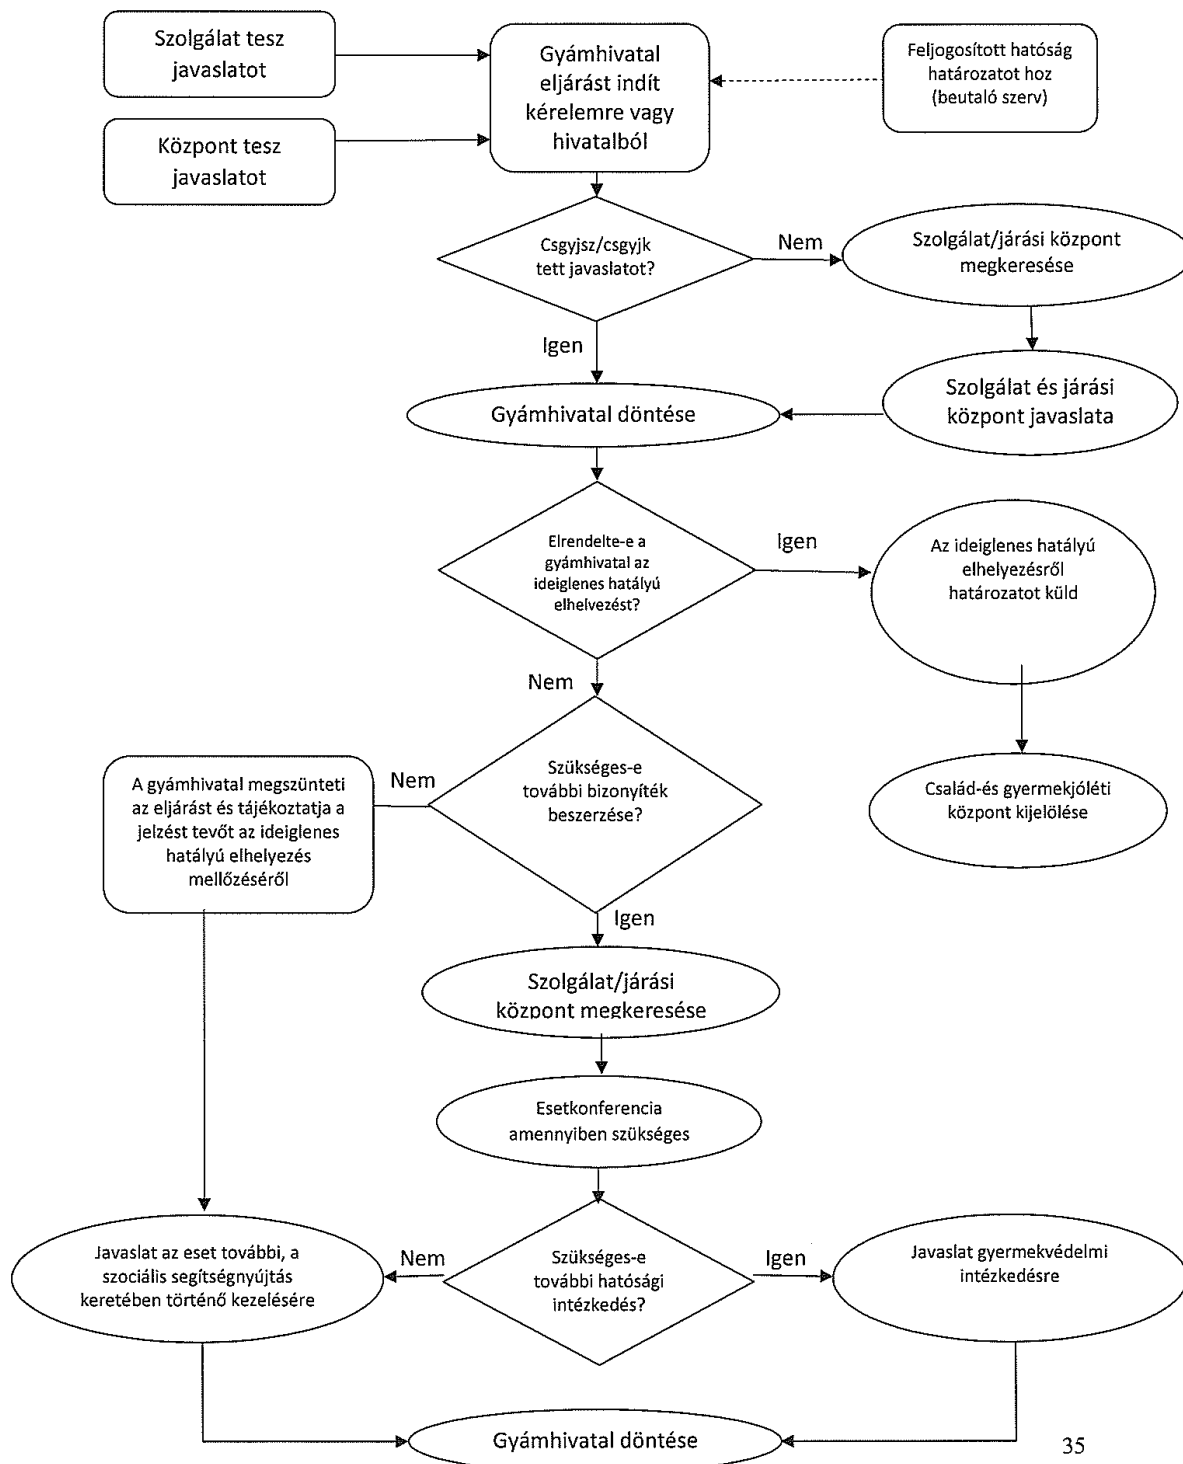 Szolgálat tesz
javaslatot
Központ tesz
javaslatot
Gyámhivatal
eljárást indít
kérelemre vagy
hivatalból
Feljogosított hatóság
határozatot hoz
(beutaló szerv)
Csgyjsz/csgyjk
tett javaslatot?
Nem
Szolgálat/járási központ
megkeresése
Igen
Szolgálat és járási
központ javaslata
Gyámhivatal döntése
Elrendelte-e a
gyámhivatal az
ideiglenes hatályú
elhelvezést?
Igen
Az ideiglenes hatályú
elhelyezésről
határozatot küld
Nem
Család-és gyermekjóléti
központ kijelölése
Szükséges-e
további bizonyíték
beszerzése?
Nem
A gyámhivatal megszünteti
az eljárást és tájékoztatja a
jelzést tevőt az ideiglenes
hatályú elhelyezés
mellőzéséről
Igen
Szolgálat/járási
központ megkeresése
Esetkonferencia
amennyiben szükséges
Szükséges-e
további hatósági
intézkedés?
Nem
Javaslat az eset további, a
szociális segítségnyújtás
keretében történő kezelésére
Igen
Javaslat gyermekvédelmi
intézkedésre
Gyámhivatal döntése
35